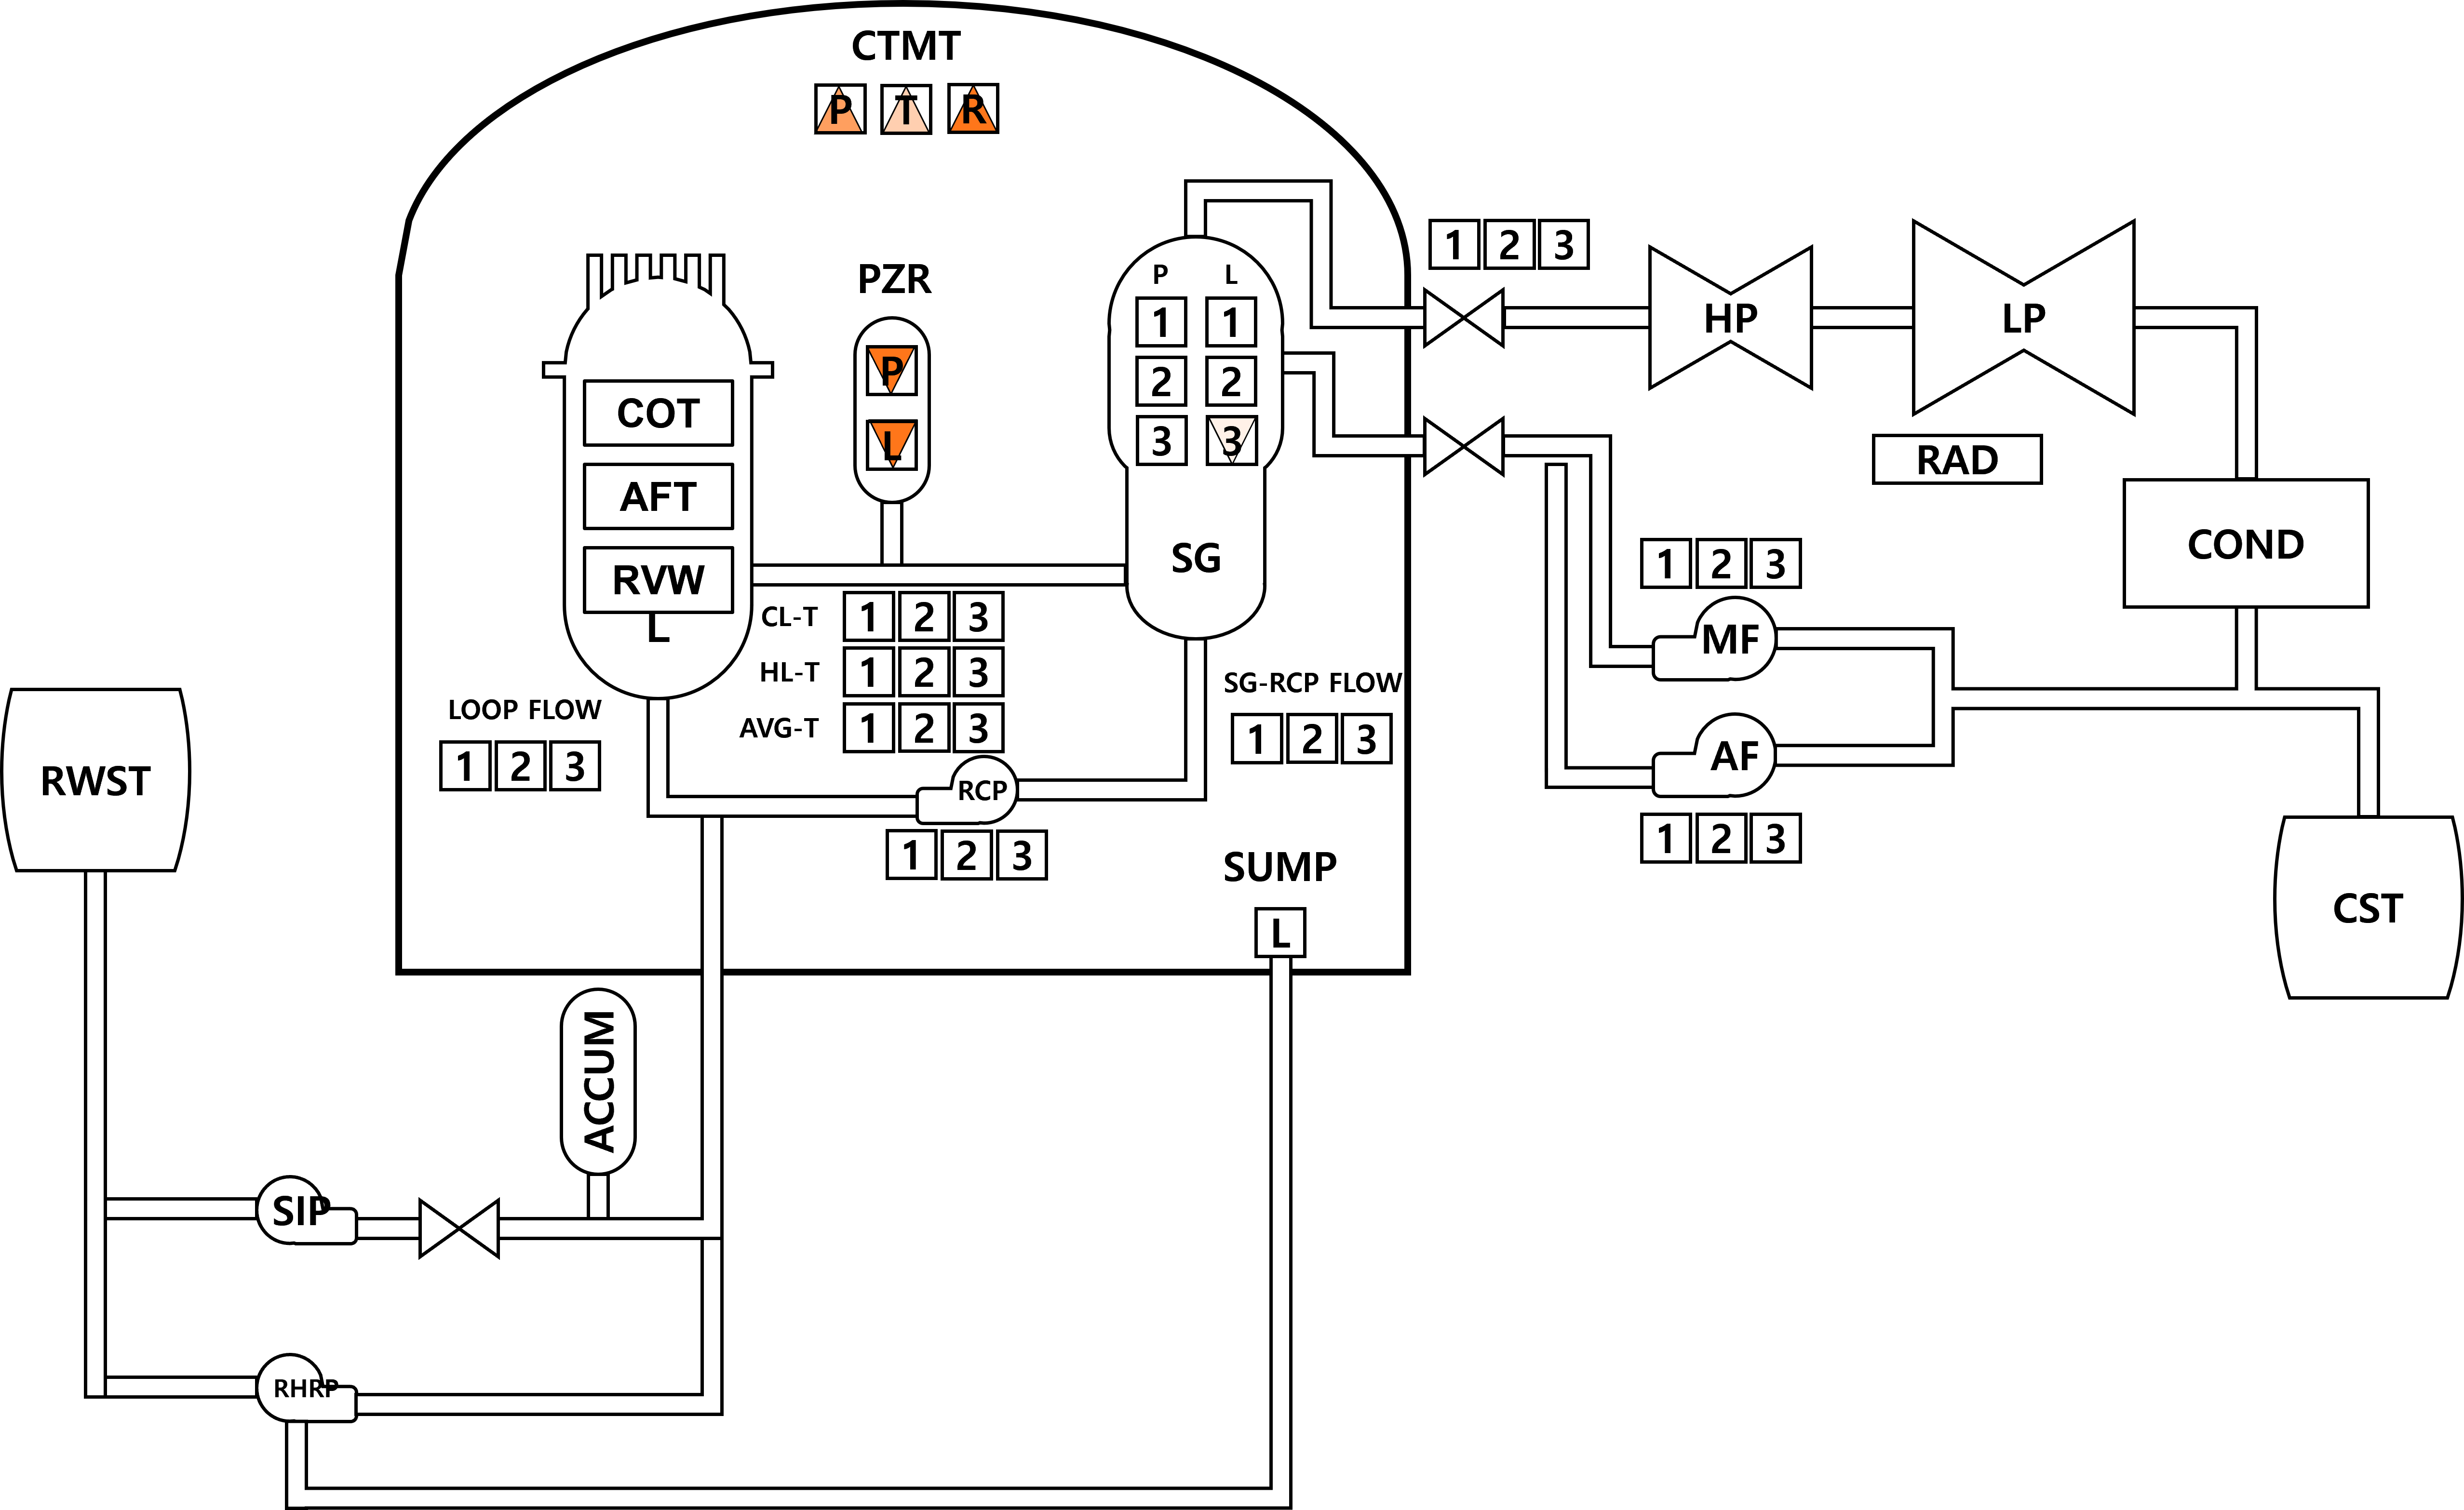 CTMT
P T R
PZR
P
L
P L
1 1
2 2
3 3
SG
COT
AFT
RVW
L
CL-T 1 2 3
HL-T 1 2 3
AVG-T 1 2 3
LOOP FLOW
1 2 3
SG-RCP FLOW
1 2 3
RCP
1 2 3
SUMP
L
1 2 3
HP
LP
RAD
COND
1 2 3
MF
AF
1 2 3
CST
RWST
ACCUM
SIP
RHRP